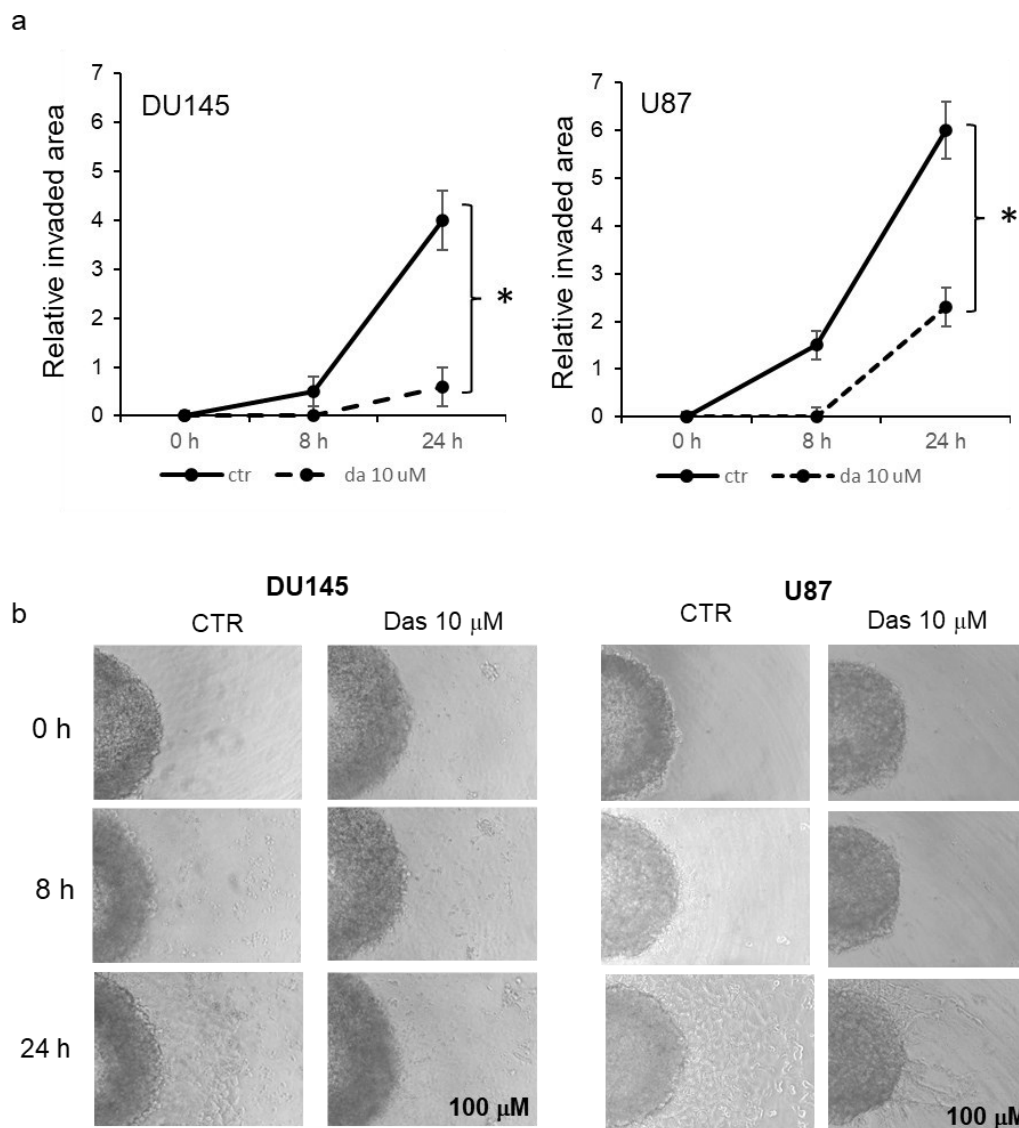 a
7
6
5
4
3
2
1
0
Relative invaded area
DU145
*
0 h 8 h 24 h
ctr da 10 uM
7
6
5
4
3
2
1
0
Relative invaded area
U87
*
0 h 8 h 24 h
ctr da 10 uM
b
DU145 U87
CTR Das 10 μM CTR Das 10 μM
0 h
8 h
24 h
100 μM 100 μM